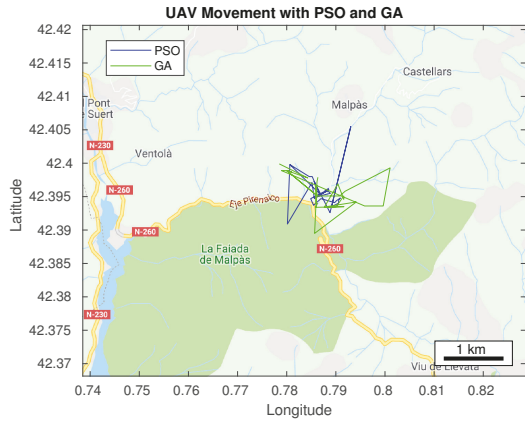 UAV Movement with PSO and GA
42.42
42.415
42.41
42.405
42.4
42.395
42.39
42.385
42.38
42.375
42.37
Latitude
PSO
GA
Castellars
Malpàs
Pont
e Suert
N-230
Ventolà
N-260
Eje Pirenaico
N-260
N-260
La Faiada
de Malpàs
N-230
1 km
Viu de Llevata
0.74
0.75
0.76
0.77
0.78
0.79
0.8
0.81
0.82
Longitude